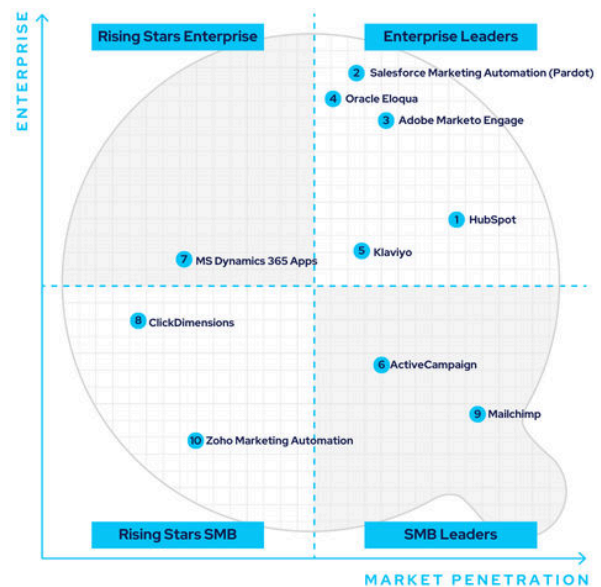 Rising Stars Enterprise
Enterprise Leaders
ENTERPRISE
2 Salesforce Marketing Automation (Pardot)
4 Oracle Eloqua
3 Adobe Marketo Engage
1 HubSpot
5 Klaviyo
7 MS Dynamics 365 Apps
8 ClickDimensions
6 ActiveCampaign
9 Mailchimp
10 Zoho Marketing Automation
Rising Stars SMB
SMB Leaders
MARKET PENETRATION